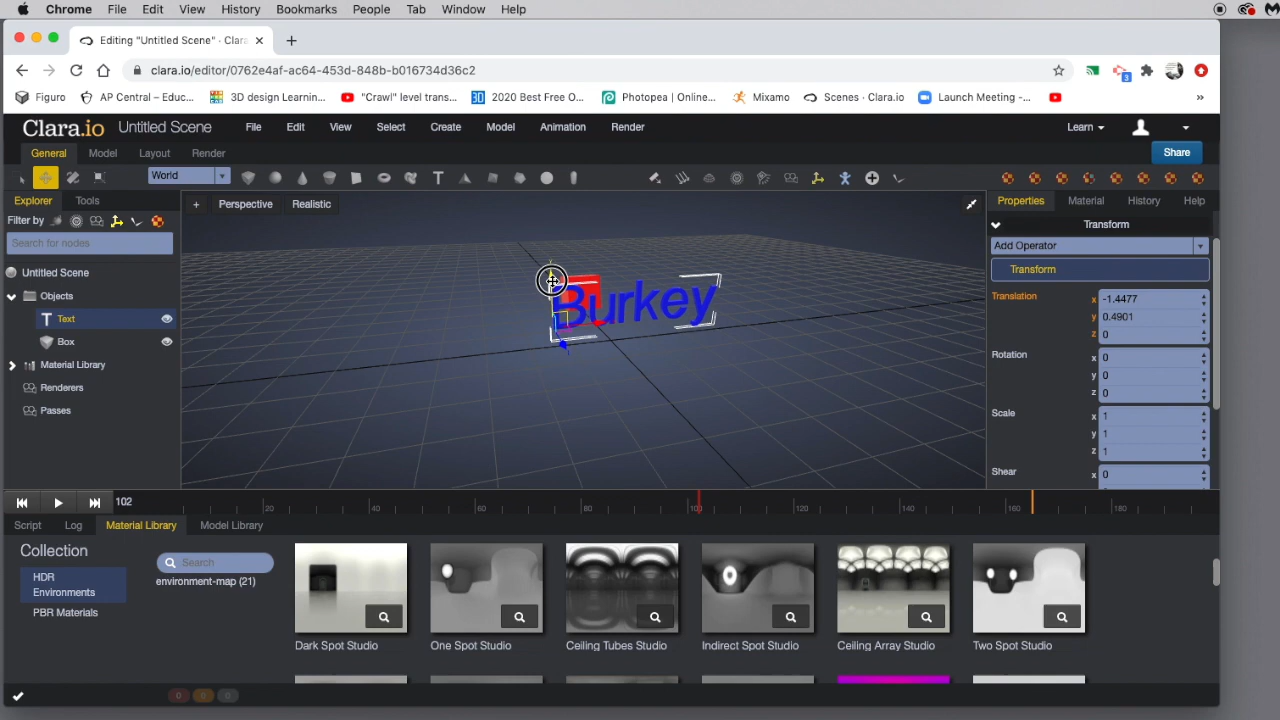 Chrome File Edit View History Bookmarks People Tab Window Help
Editing "Untitled Scene" - Clara
clara.io/editor/0762e4af-ac64-453d-848b-b016734d36c2
Figuro AP Central – Educ... 3D design Learnin... "Crawl" level trans... 2020 Best Free O... Photopea | Online... Mixamo Scenes · Clara.io Launch Meeting -... »
Clara.io Untitled Scene File Edit View Select Create Model Animation Render Learn
General Model Layout Render Share
World
Explorer Tools + Perspective Realistic Properties Material History Help
Filter by Transform
Search for nodes Add Operator
Untitled Scene Transform
Objects Translation x -1.4477
Text y 0.4901
Box z 0
Material Library Rotation x 0
Renderers y 0
Passes z 0
Scale x 1
y 1
z 1
Shear x 0
Burkey
102 20 40 60 80 100 120 140 160 180
Script Log Material Library Model Library
Collection Search
HDR Environments environment-map (21)
PBR Materials
Dark Spot Studio One Spot Studio Ceiling Tubes Studio Indirect Spot Studio Ceiling Array Studio Two Spot Studio
0 0 0